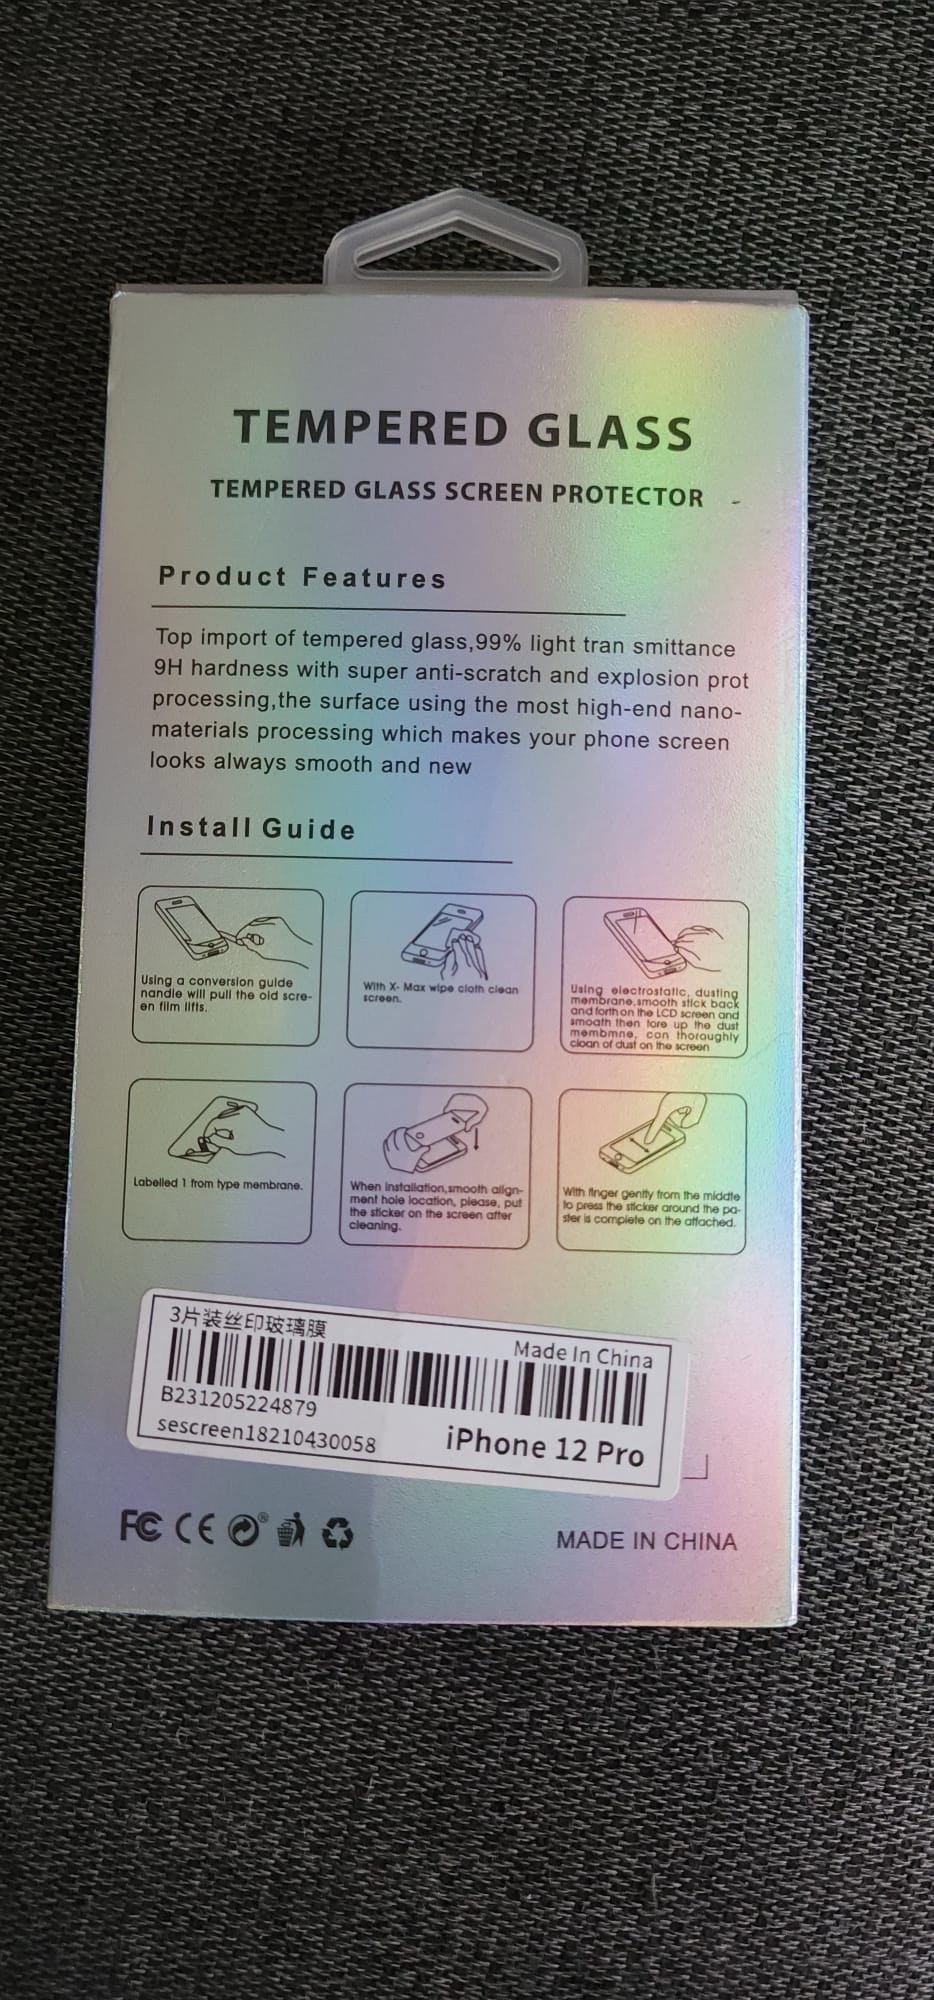 TEMPERED GLASS
TEMPERED GLASS SCREEN PROTECTOR
Product Features
Top import of tempered glass,99% light tran smittance
9H hardness with super anti-scratch and explosion prot
processing,the surface using the most high-end nano-
materials processing which makes your phone screen
looks always smooth and new
Install Guide
Using a conversion guide
nandle will pull the old scre-
en film lifts.
With X- Max wipe cloth clean
screen.
Using electrostatic, dusting
membrane,smooth stick back
and forth on the LCD screen and
smoath then tore up the dust
membmne, can thoroughly
cloan of dust on the screen
Labelled 1 from type membrane.
When installation,smooth align-
ment hole location, please, put
the sticker on the screen after
cleaning.
With finger gently from the middte
to press the sticker around the pa-
ster is complete on the attached.
3片装丝印玻璃膜
Made In China
B231205224879
sescreen18210430058
iPhone 12 Pro
FC CE
MADE IN CHINA